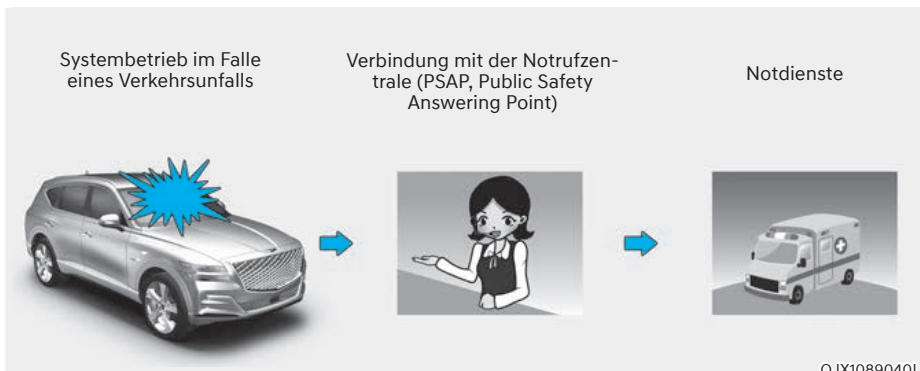 Systembetrieb im Falle
eines Verkehrsunfalls
Verbindung mit der Notrufzen-
trale (PSAP, Public Safety
Answering Point)
Notdienste